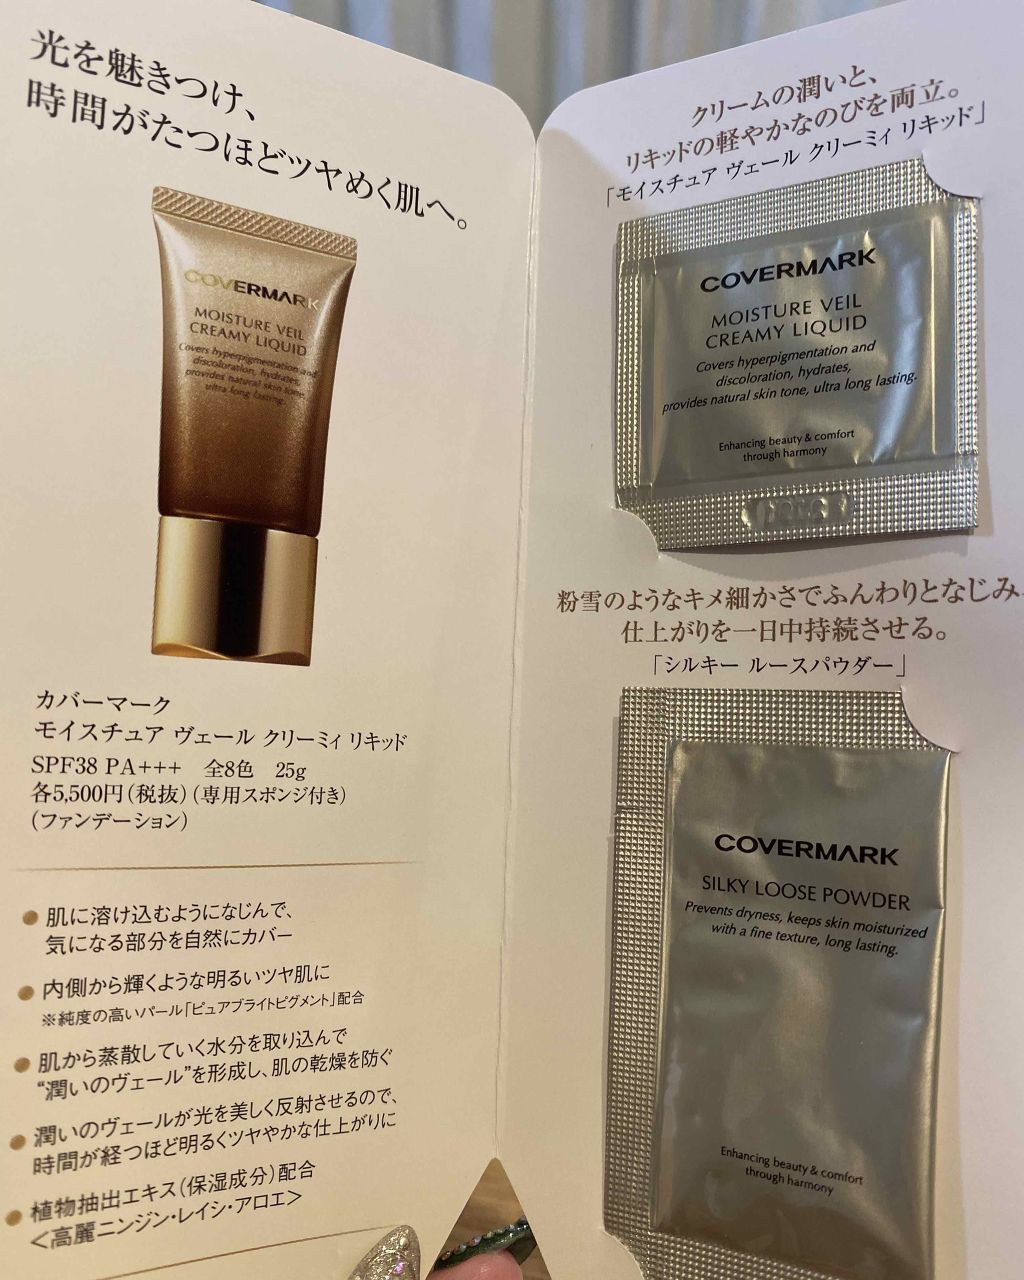 光を魅きつけ、
時間がたつほどツヤめく肌へ。
COVERMARK
MOISTURE VEIL
CREAMY LIQUID
Covers hyperpigmentation and
discoloration, hydrates,
provides natural skin tone,
ultra long lasting.
カバーマーク
モイスチュア ヴェール クリーミィ リキッド
SPF38 PA+++ 全8色 25g
各5,500円(税抜)(専用スポンジ付き)
(ファンデーション)
●肌に溶け込むようになじんで、
気になる部分を自然にカバー
●内側から輝くような明るいツヤ肌に
※純度の高いパール「ピュアブライトピグメント」配合
●肌から蒸散していく水分を取り込んで
“潤いのヴェール”を形成し、肌の乾燥を防ぐ
●潤いのヴェールが光を美しく反射させるので、
時間が経つほど明るくツヤやかな仕上がりに
●植物抽出エキス(保湿成分)配合
<高麗ニンジン・レイシ・アロエ>
クリームの潤いと、
リキッドの軽やかなのびを両立。
「モイスチュア ヴェール クリーミィ リキッド」
COVERMARK
MOISTURE VEIL
CREAMY LIQUID
Covers hyperpigmentation and
discoloration, hydrates,
provides natural skin tone, ultra long lasting.
Enhancing beauty & comfort
through harmony
粉雪のようなキメ細かさでふんわりとなじみ、
仕上がりを一日中持続させる。
「シルキー ルースパウダー」
COVERMARK
SILKY LOOSE POWDER
Prevents dryness, keeps skin moisturized
with a fine texture, long lasting.
Enhancing beauty & comfort
through harmony